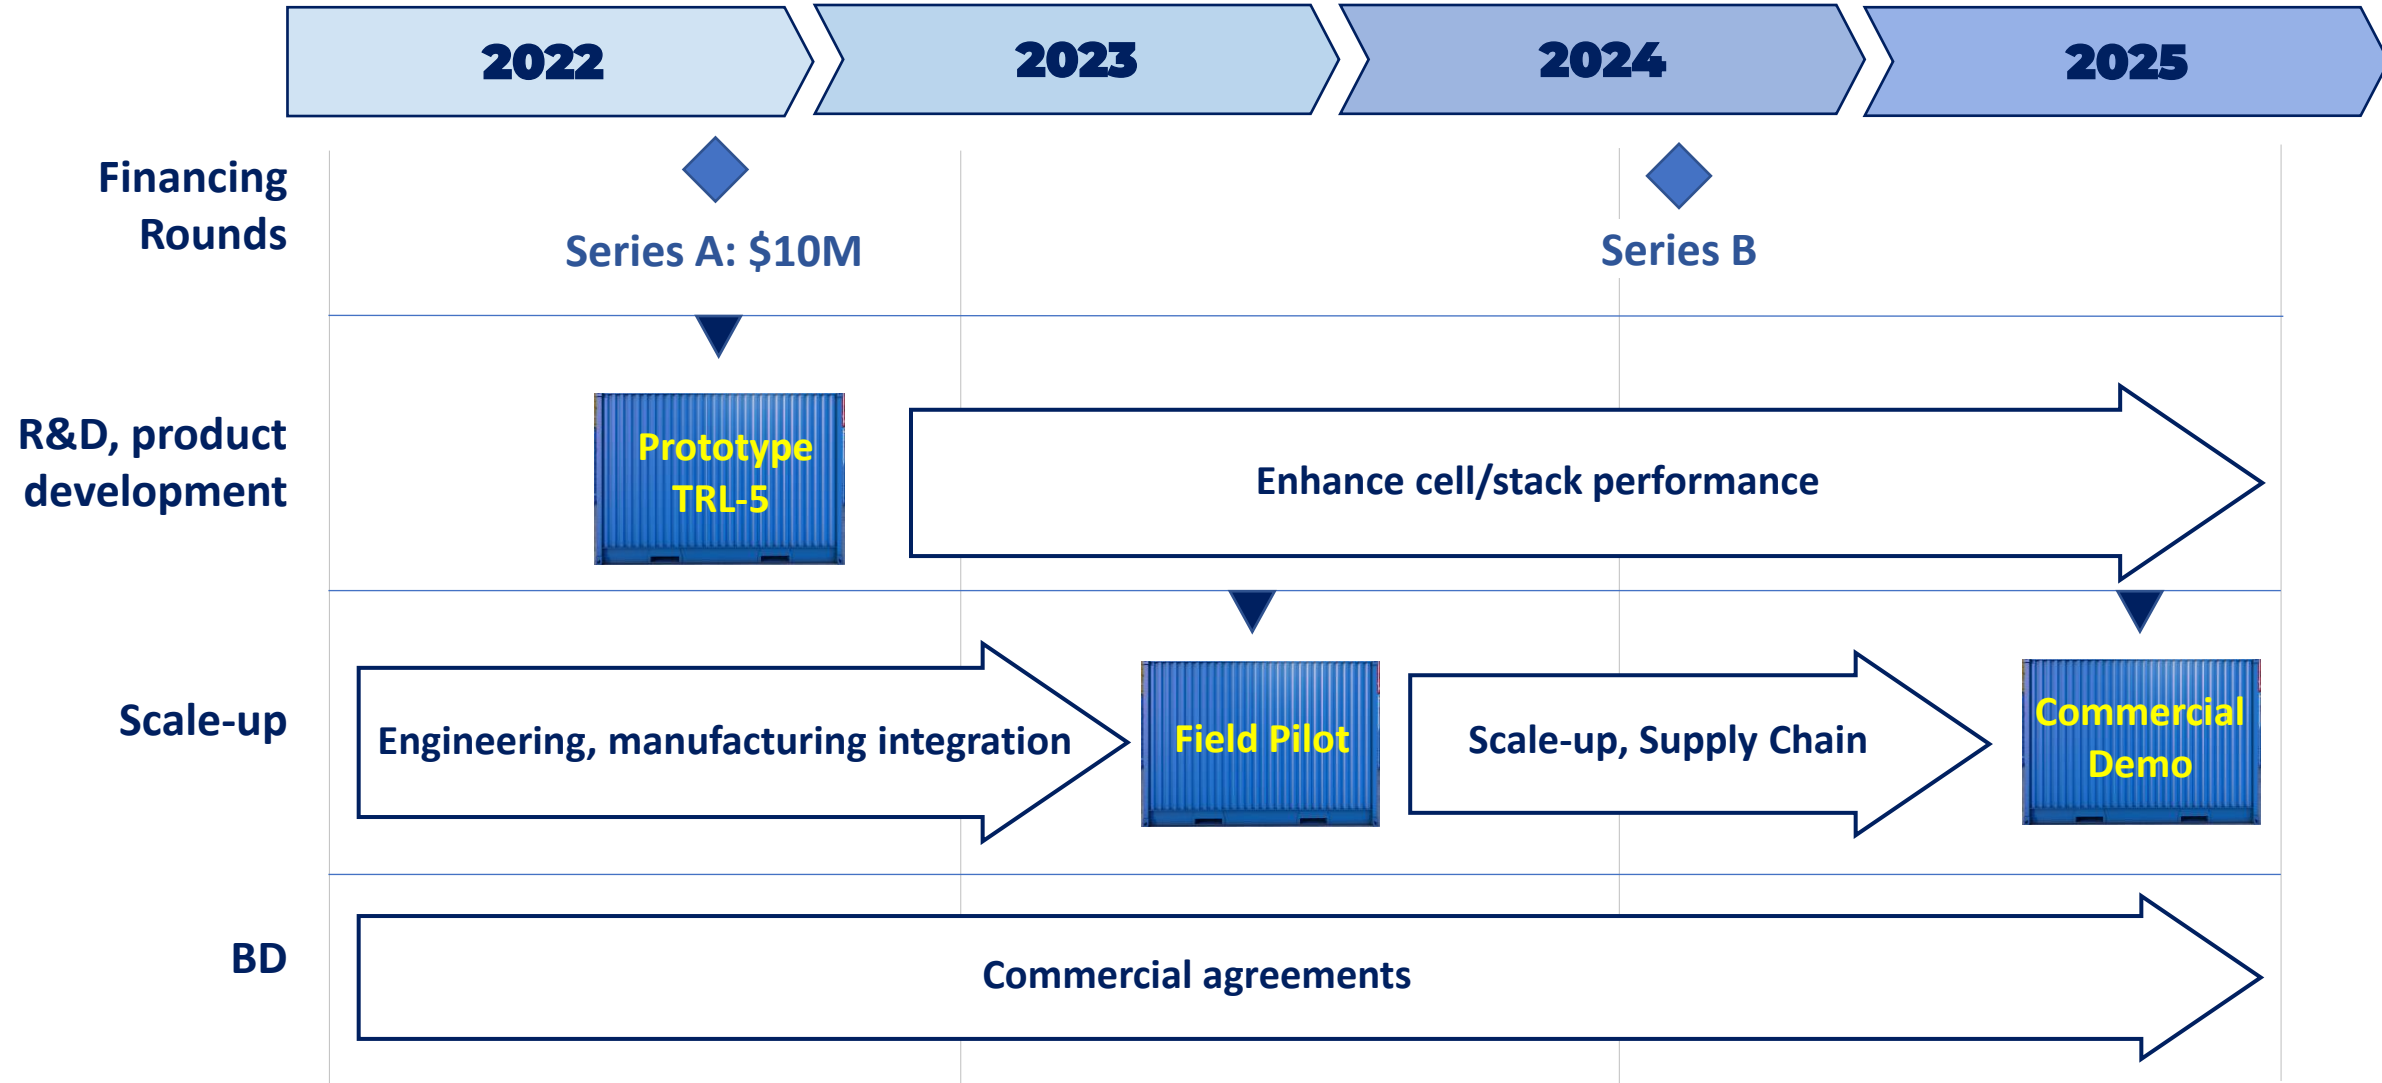 2022
2023
2024
2025
Financing
Rounds
Series A: $10M
Series B
R&D, product
development
Prototype
TRL-5
Enhance cell/stack performance
Scale-up
Engineering, manufacturing integration
Field Pilot
Scale-up, Supply Chain
Commercial
Demo
BD
Commercial agreements